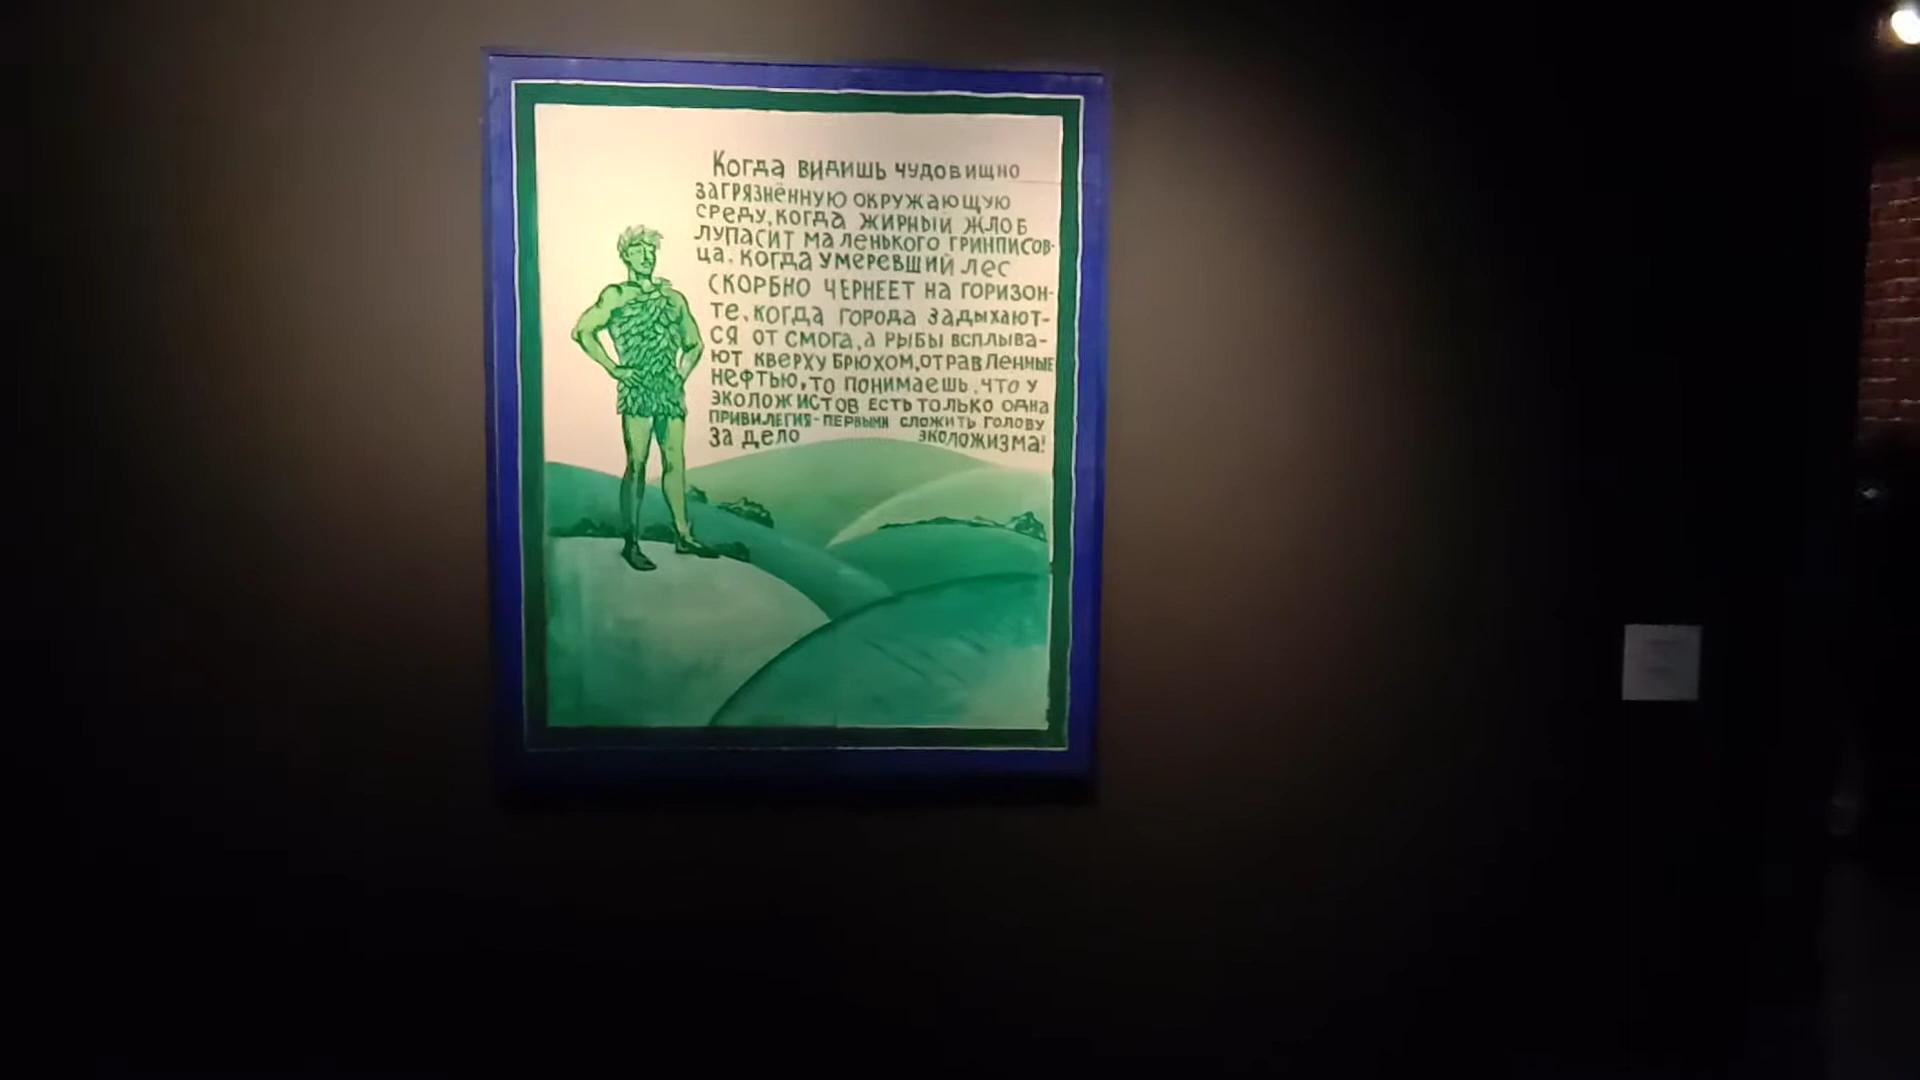 Когда видишь чудовищно
загрязнённую окружающую
среду, когда жирный жлоб
лупасит маленького гринписов-
ца, когда умеревший лес
скорбно чернеет на горизон-
те, когда города задыхают-
ся от смога, а рыбы всплыва-
ют кверху брюхом, отравленные
нефтью, то понимаешь, что у
эколожистов есть только одна
привилегия - первыми сложить голову
за дело эколожизма!